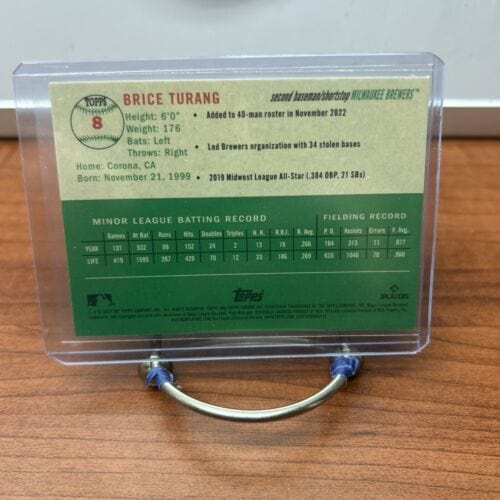 TOPPS
8
BRICE TURANG
second baseman/shortstop MILWAUKEE BREWERS™
Height: 6'0"
Weight: 176
Bats: Left
Throws: Right
Home: Corona, CA
Born: November 21, 1999
• Added to 40-man roster in November 2022
• Led Brewers organization with 34 stolen bases
• 2019 Midwest League All-Star (.384 OBP, 21 SBs)
MINOR LEAGUE BATTING RECORD FIELDING RECORD
Games At Bat Runs Hits Doubles Triples H.R. R.B.I. B. Avg. P.O. Assists Errors F. Avg.
YEAR 131 532 89 152 24 2 13 78 .286 184 313 11 .977
LIFE 419 1595 267 429 70 12 23 186 .269 635 1046 70 .960
Topps
PLAYERS